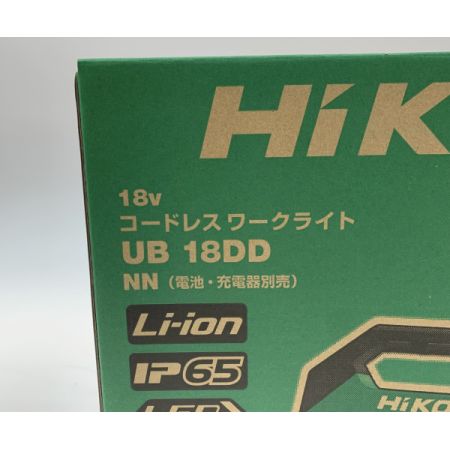 HiK
18v
コードレスワークライト
UB 18DD
NN (電池・充電器別売)
Li-ion
IP65
LED
HiKO